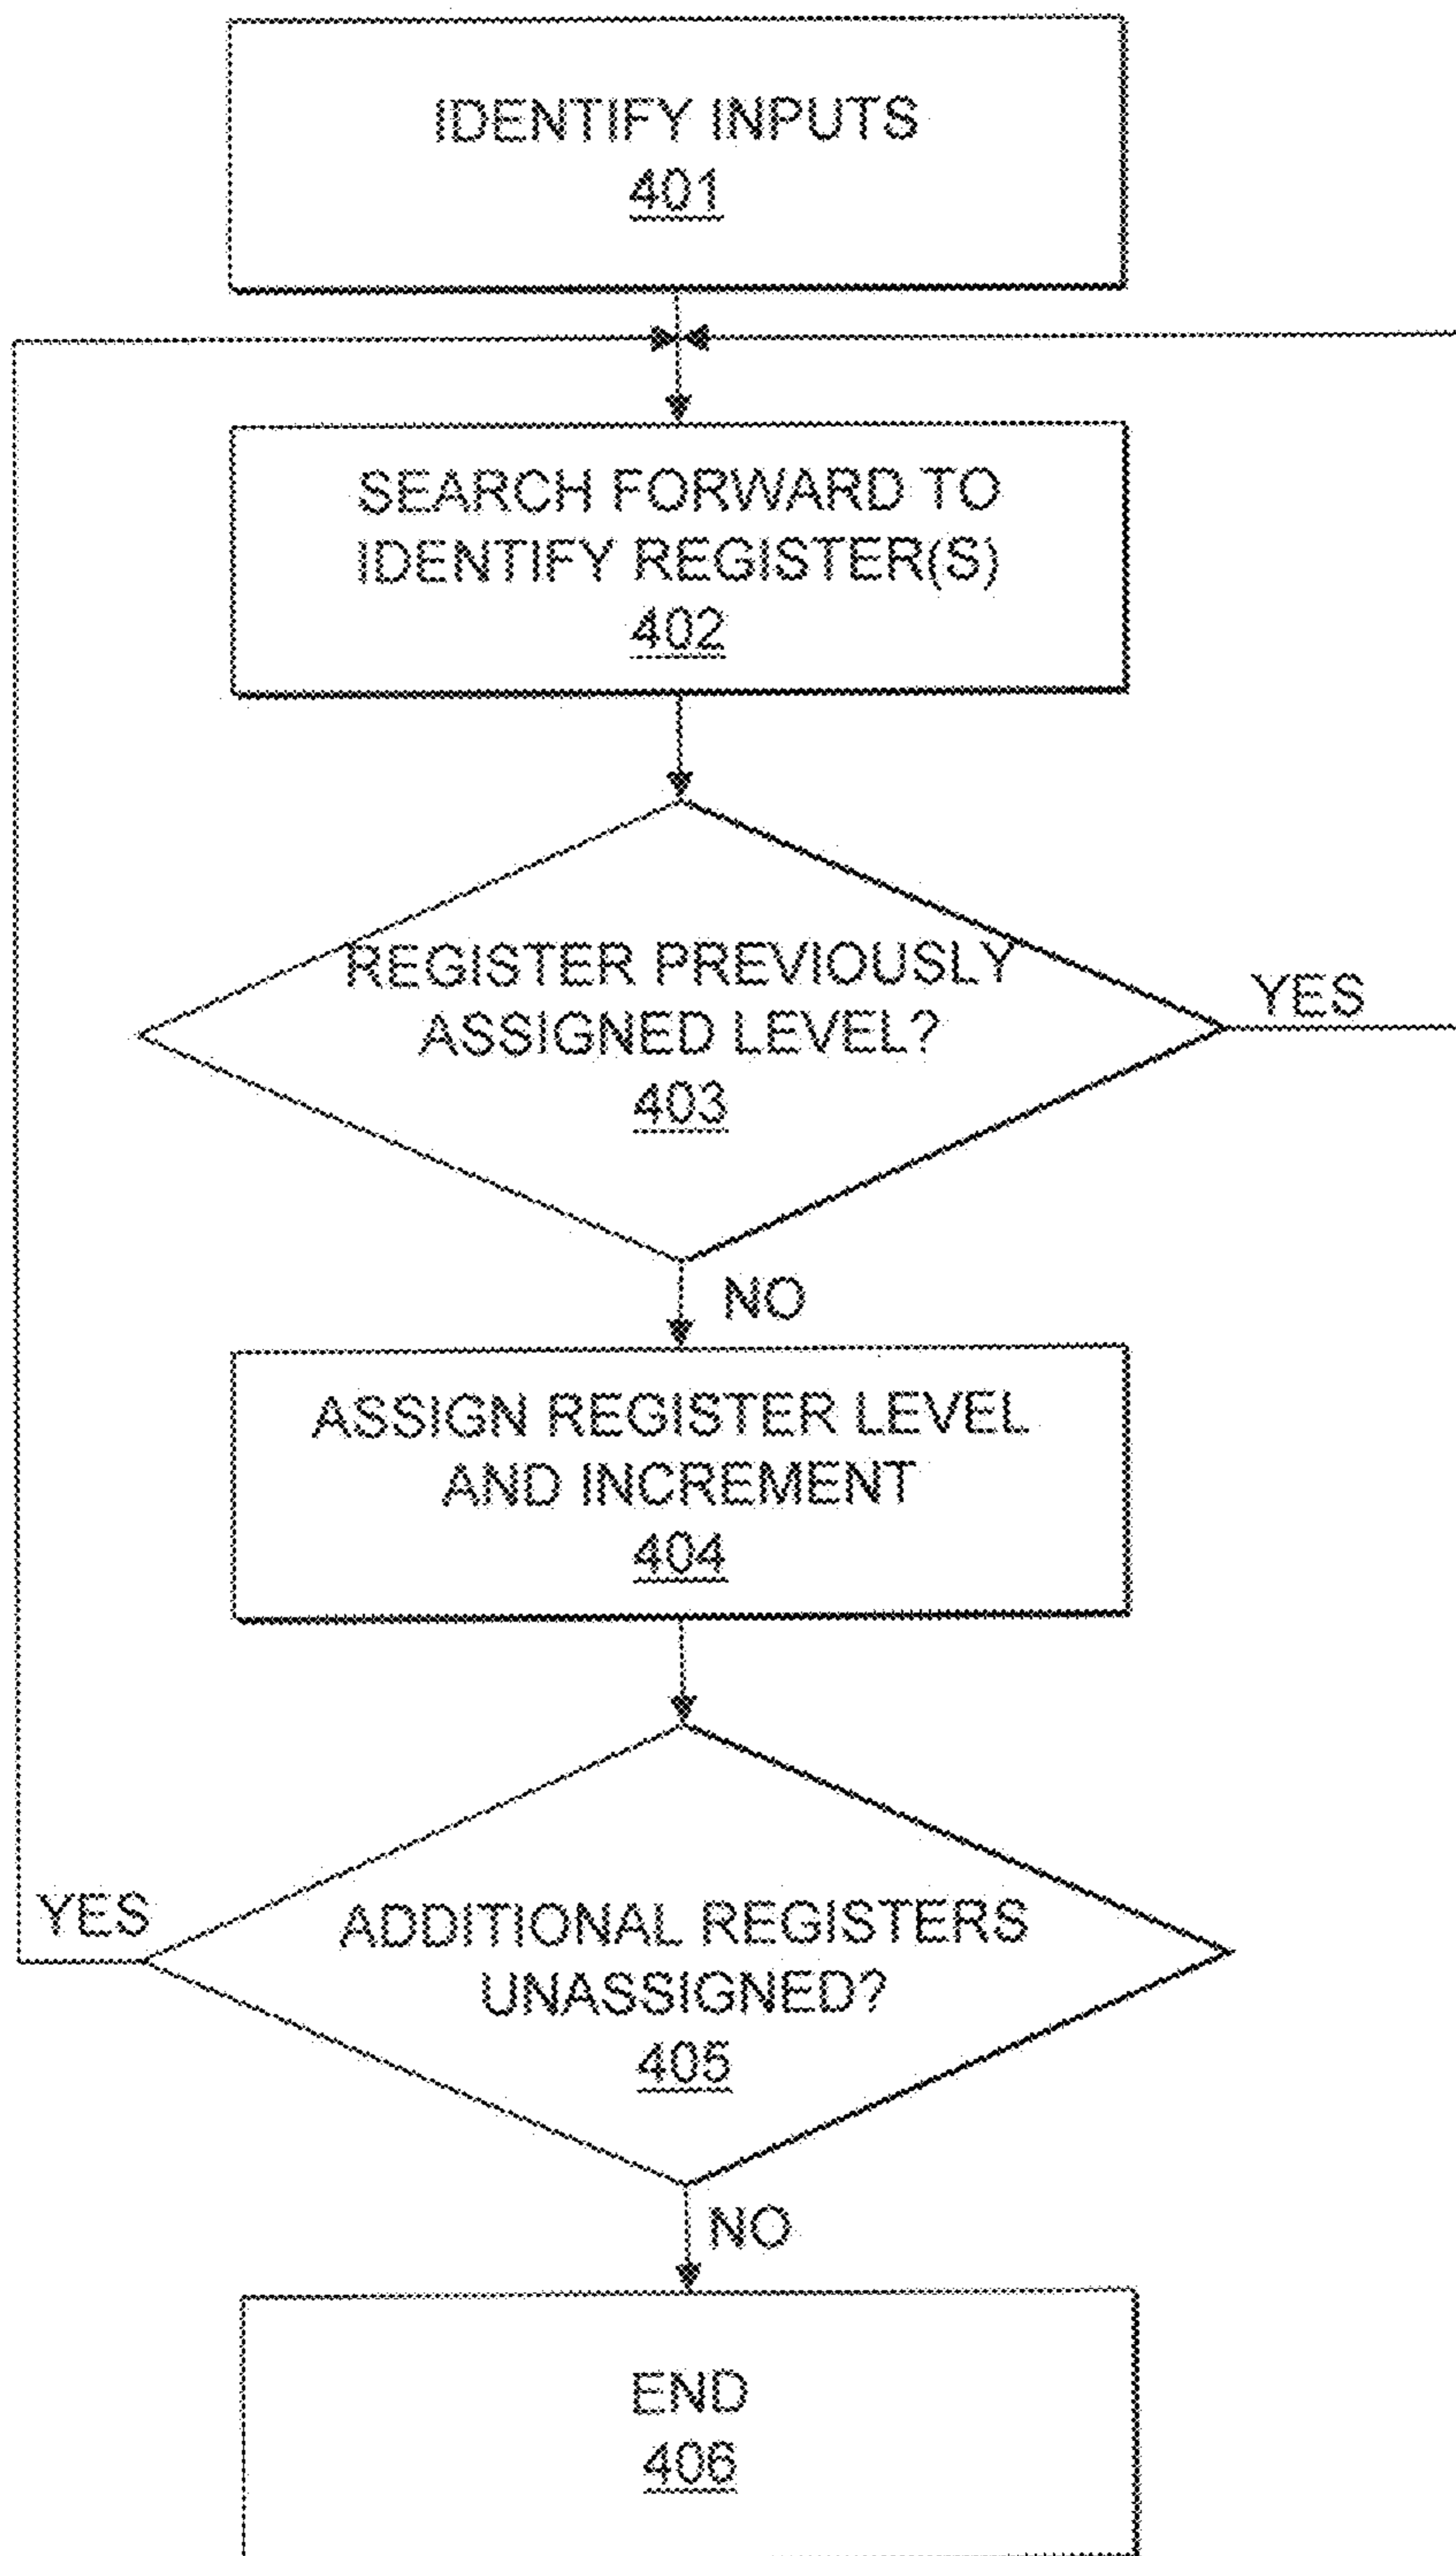 IDENTIFY INPUTS
401
SEARCH FORWARD TO
IDENTIFY REGISTER(S)
402
REGISTER PREVIOUSLY
ASSIGNED LEVEL?
403
YES
NO
ASSIGN REGISTER LEVEL
AND INCREMENT
404
YES
ADDITIONAL REGISTERS
UNASSIGNED?
405
NO
END
406